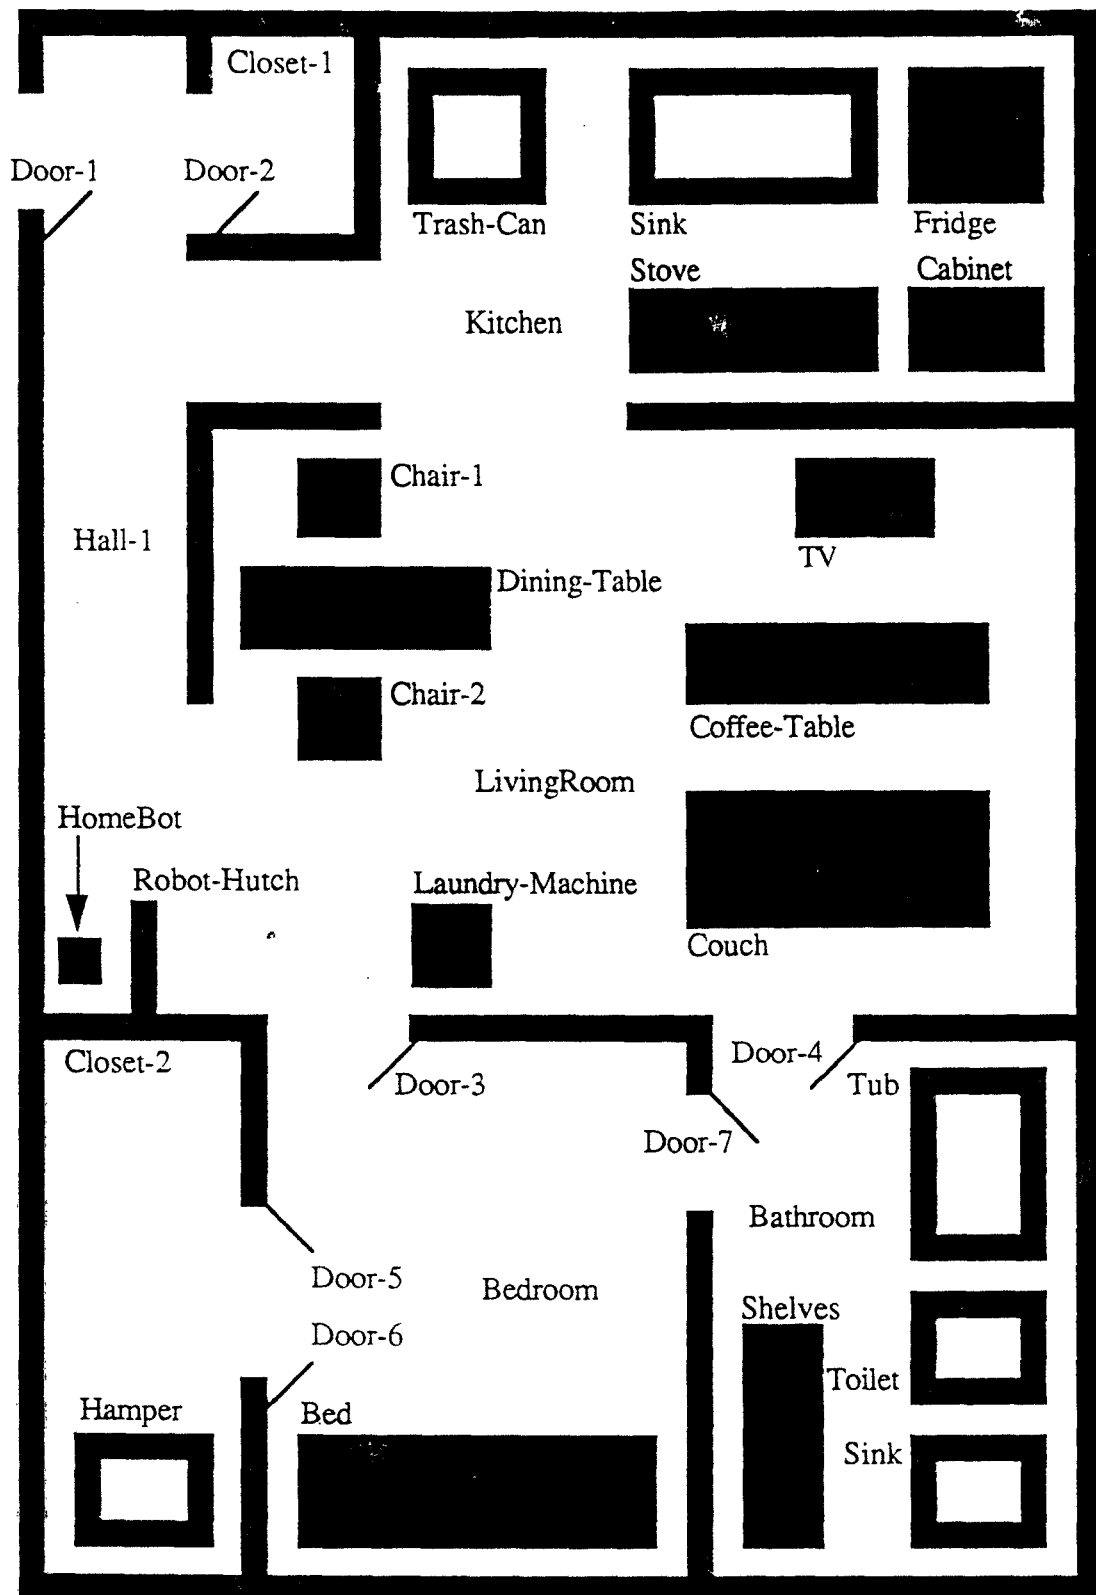 Closet-1
Door-1
Door-2
Trash-Can
Sink
Fridge
Stove
Cabinet
Kitchen
Chair-1
Hall-1
TV
Dining-Table
Chair-2
Coffee-Table
LivingRoom
HomeBot
Robot-Hutch
Laundry-Machine
Couch
Closet-2
Door-3
Door-4
Tub
Door-7
Bathroom
Door-5
Bedroom
Shelves
Door-6
Toilet
Hamper
Bed
Sink